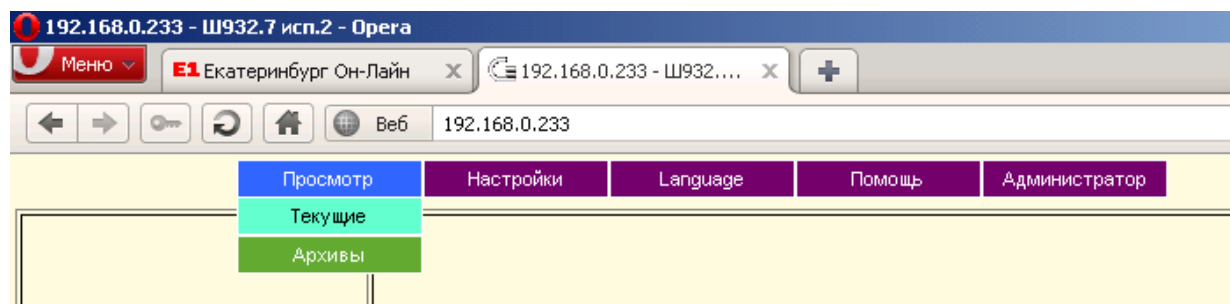 192.168.0.233 - Ш932.7 исп.2 - Opera
Меню E1 Екатеринбург Он-Лайн 192.168.0.233 - Ш932....
Веб 192.168.0.233
Просмотр Настройки Language Помощь Администратор
Текущие
Архивы